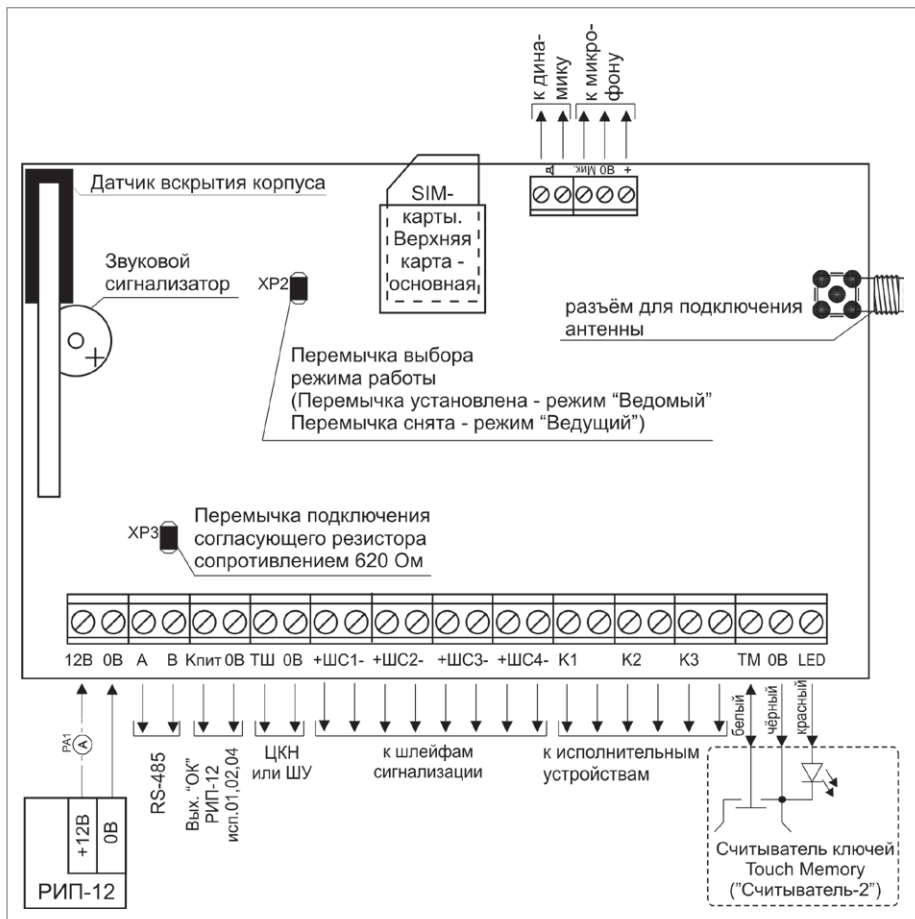 к дина-
мику
к микро-
фону
Мик. 0В +
Датчик вскрытия корпуса
SIM-
карты.
Верхняя
карта -
основная
Звуковой
сигнализатор
XP2
разъём для подключения
антенны
Перемычка выбора
режима работы
(Перемычка установлена - режим “Ведомый”
Перемычка снята - режим “Ведущий”)
XP3
Перемычка подключения
согласующего резистора
сопротивлением 620 Ом
12В 0В А В Кпит 0В ТШ 0В +ШС1- +ШС2- +ШС3- +ШС4- К1 К2 К3 ТМ 0В LED
белый
чёрный
красный
РА1
А
RS-485
Вых. “ОК”
РИП-12
исп.01,02,04
ЦКН
или ШУ
к шлейфам
сигнализации
к исполнительным
устройствам
+12В
0В
РИП-12
Считыватель ключей
Touch Memory
("Считыватель-2")